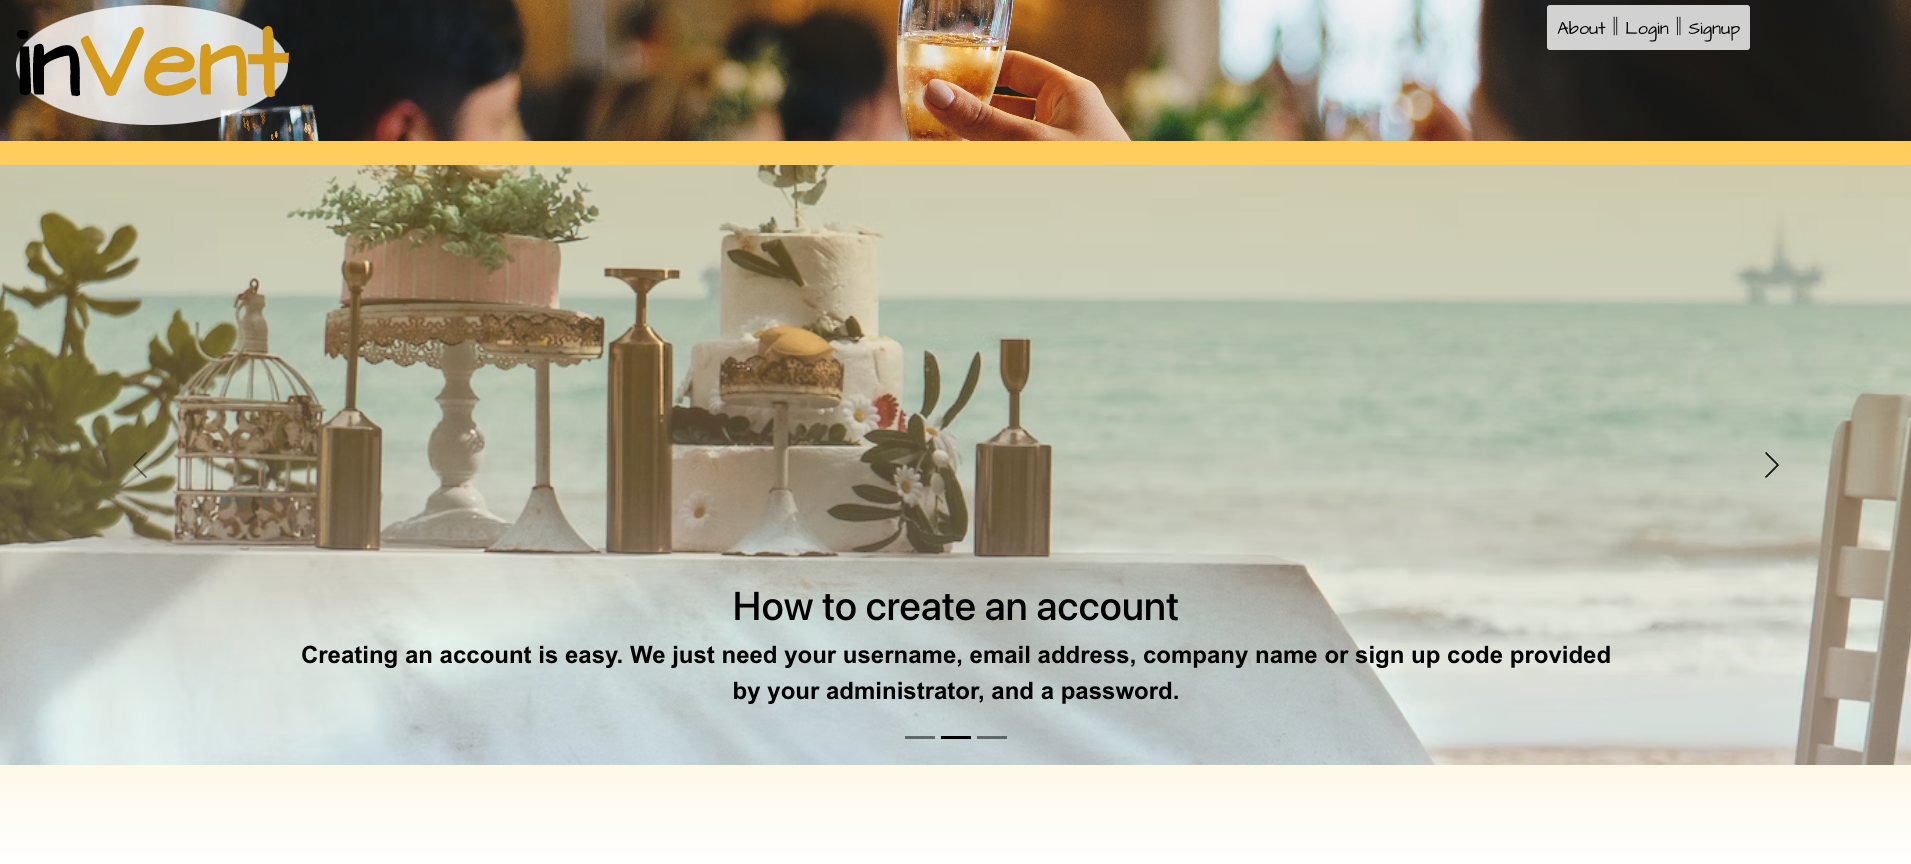 inVent
About || Login || Signup
How to create an account
Creating an account is easy. We just need your username, email address, company name or sign up code provided
by your administrator, and a password.